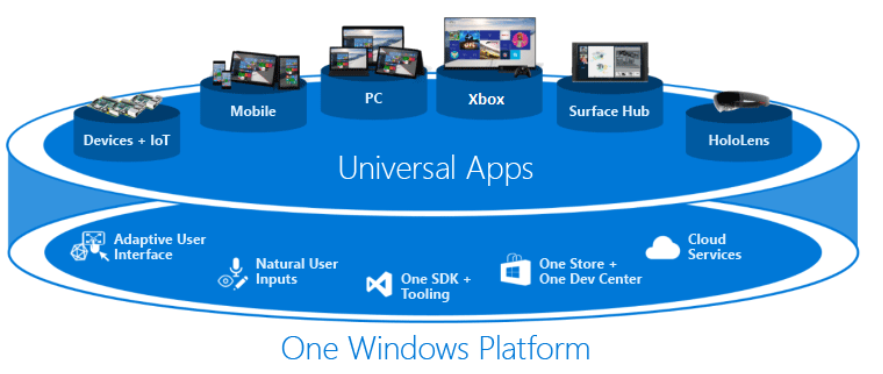 Devices + IoT
Mobile
PC
Xbox
Surface Hub
HoloLens
Universal Apps
Adaptive User
Interface
Natural User
Inputs
One SDK +
Tooling
One Store +
One Dev Center
Cloud
Services
One Windows Platform